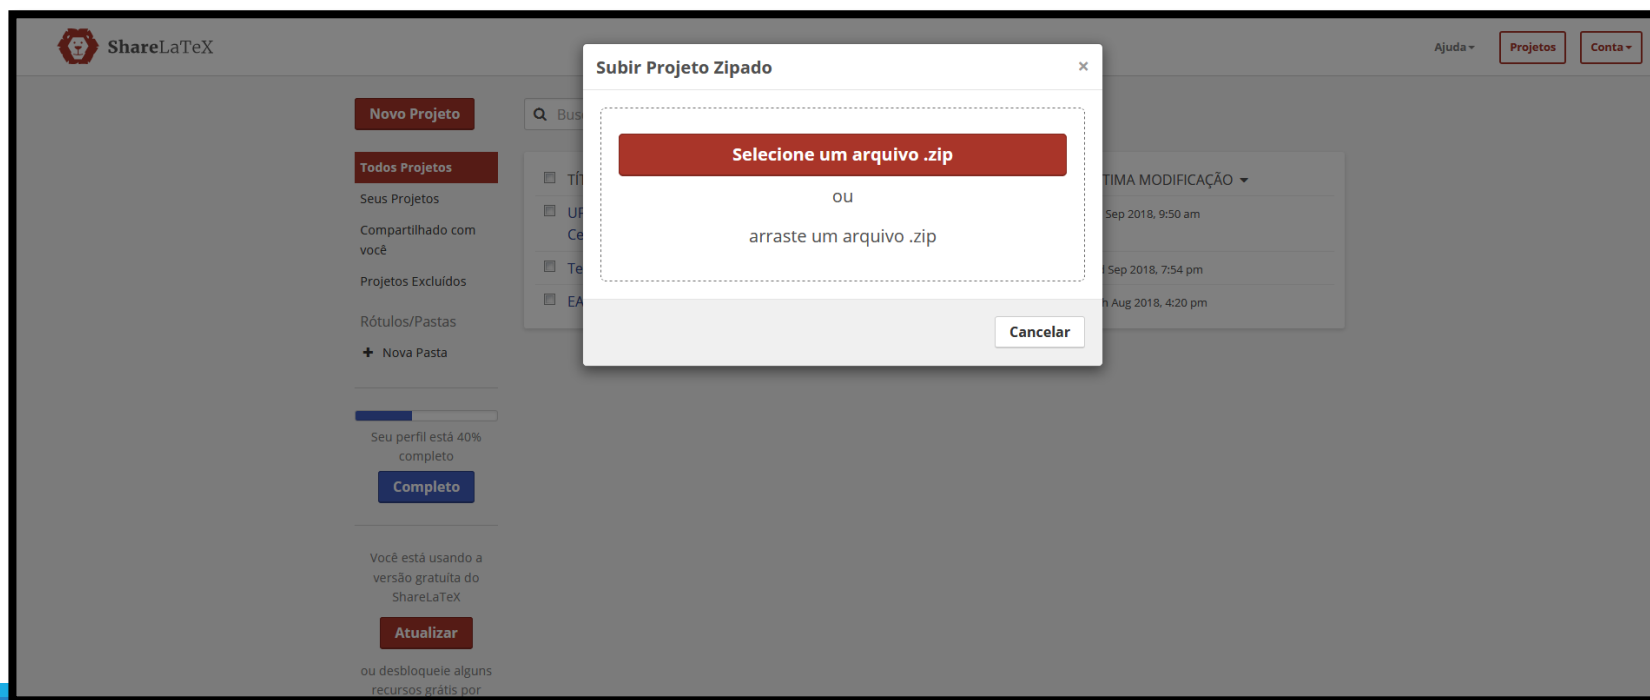 ShareLaTeX
Ajuda
Projetos
Conta
Subir Projeto Zipado
×
Selecione um arquivo .zip
ou
arraste um arquivo .zip
Cancelar
Novo Projeto
Todos Projetos
Seus Projetos
Compartilhado com
você
Projetos Excluídos
Rótulos/Pastas
+ Nova Pasta
Seu perfil está 40%
completo
Completo
Você está usando a
versão gratuíta do
ShareLaTeX
Atualizar
ou desbloqueie alguns
recursos grátis por
MODIFICAÇÃO
Sep 2018, 9:50 am
Sep 2018, 7:54 pm
Aug 2018, 4:20 pm